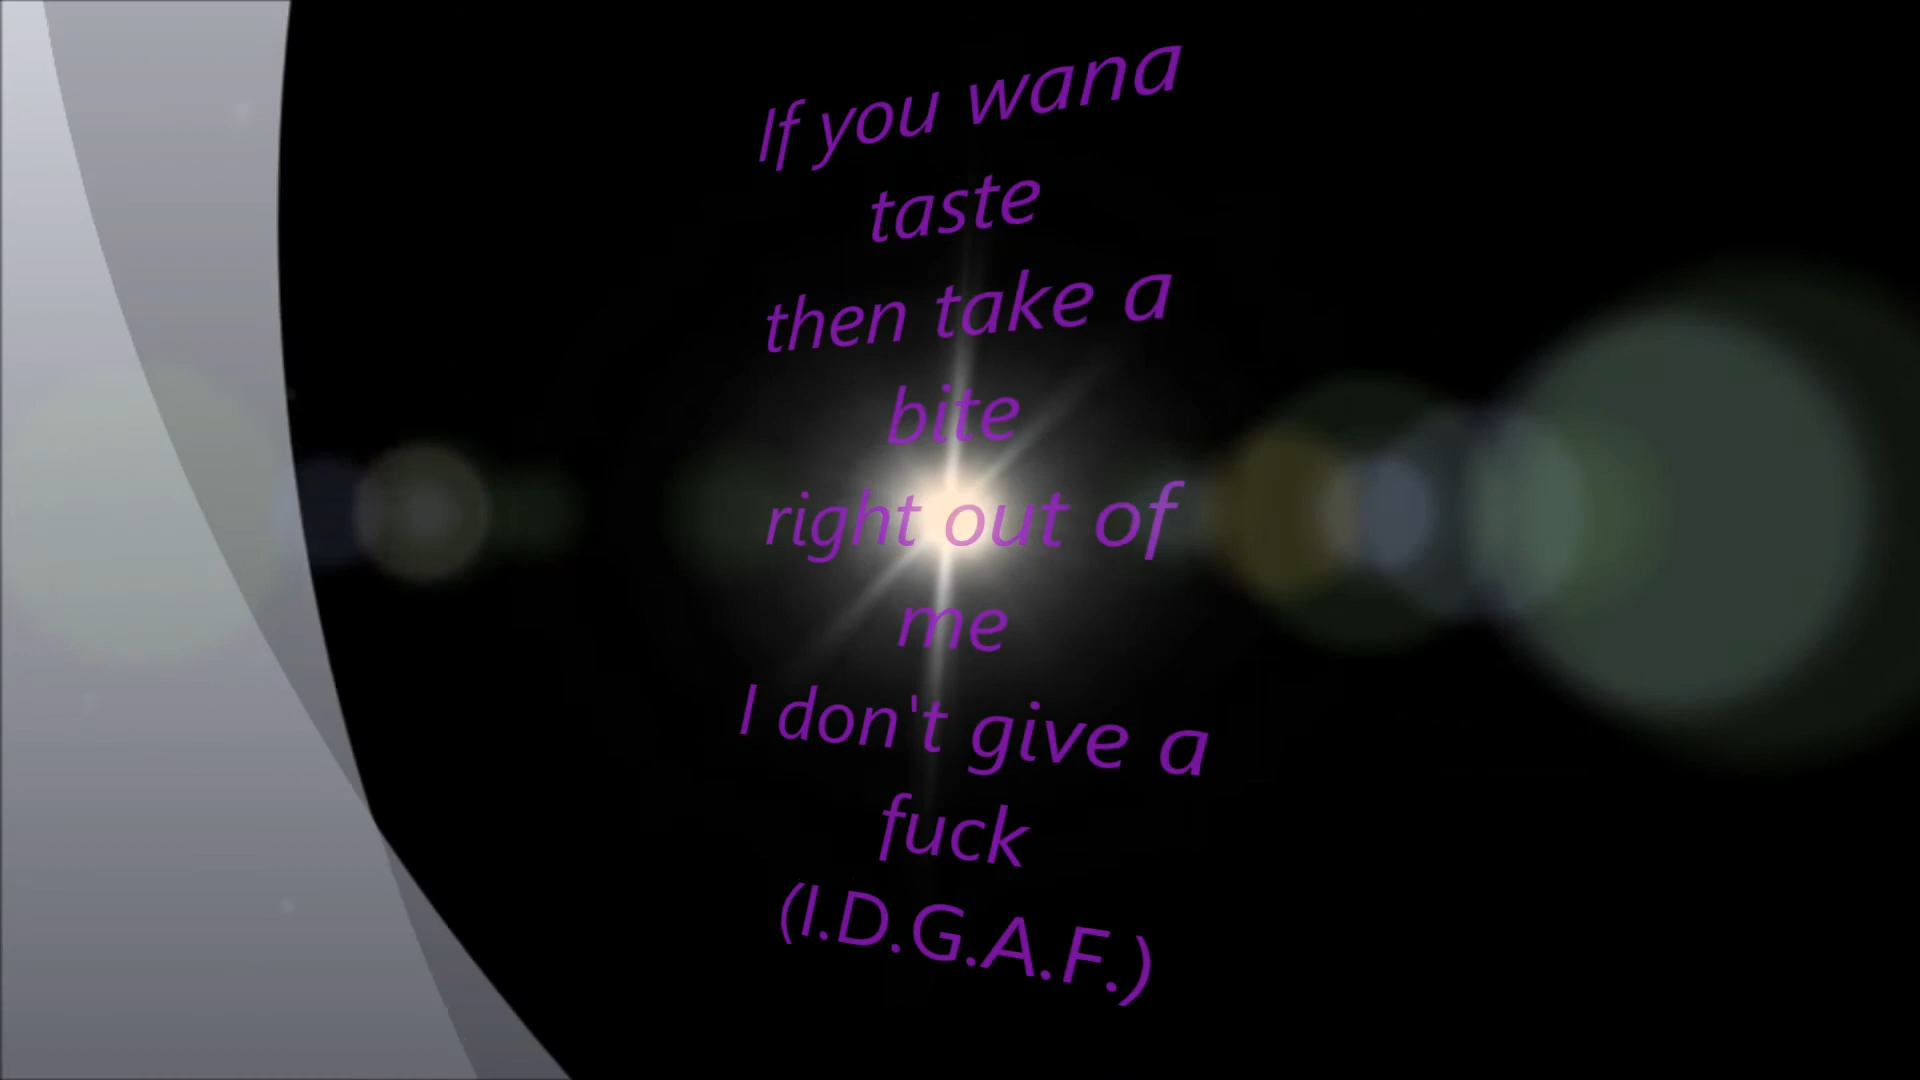 If you wana
taste
then take a
bite
right out of
me
I don't give a
fuck
(I.D.G.A.F.)